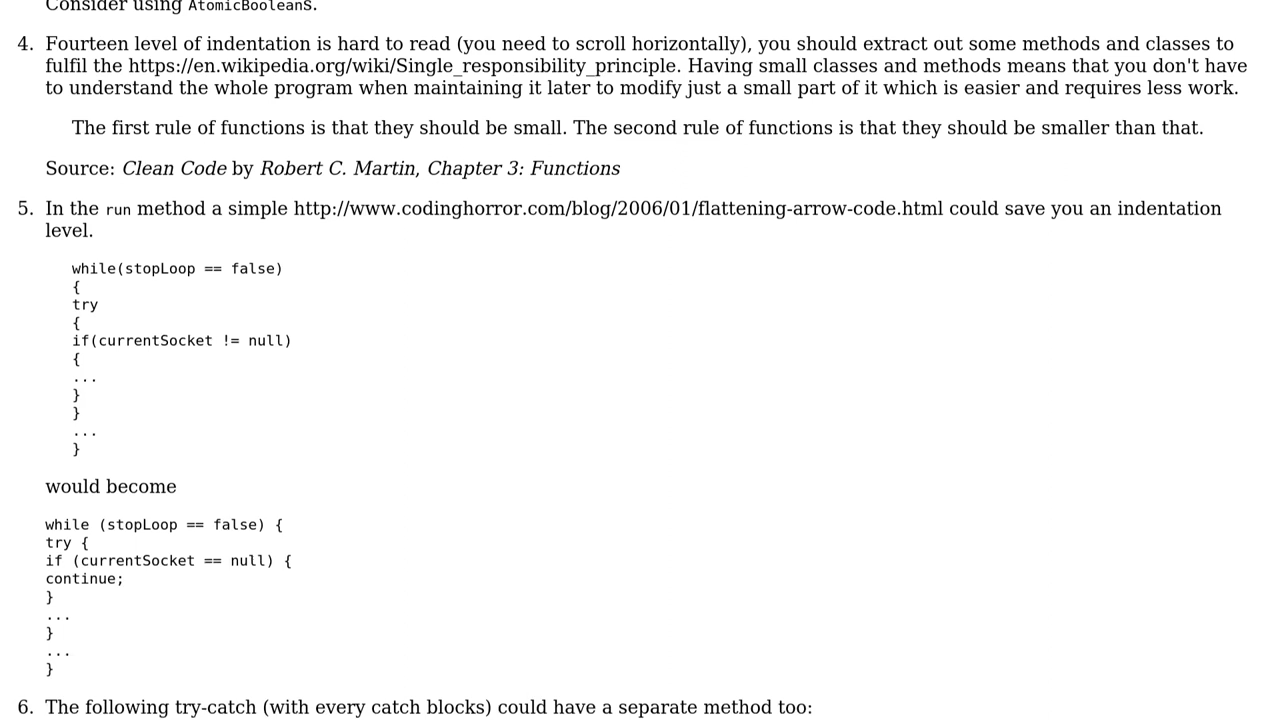 Consider using AtomicBooleans.
4. Fourteen level of indentation is hard to read (you need to scroll horizontally), you should extract out some methods and classes to
fulfil the https://en.wikipedia.org/wiki/Single_responsibility_principle. Having small classes and methods means that you don't have
to understand the whole program when maintaining it later to modify just a small part of it which is easier and requires less work.
The first rule of functions is that they should be small. The second rule of functions is that they should be smaller than that.
Source: Clean Code by Robert C. Martin, Chapter 3: Functions
5. In the run method a simple http://www.codinghorror.com/blog/2006/01/flattening-arrow-code.html could save you an indentation
level.
while(stopLoop == false)
{
try
{
if(currentSocket != null)
{
...
}
}
...
}
would become
while (stopLoop == false) {
try {
if (currentSocket == null) {
continue;
}
...
}
...
}
6. The following try-catch (with every catch blocks) could have a separate method too: